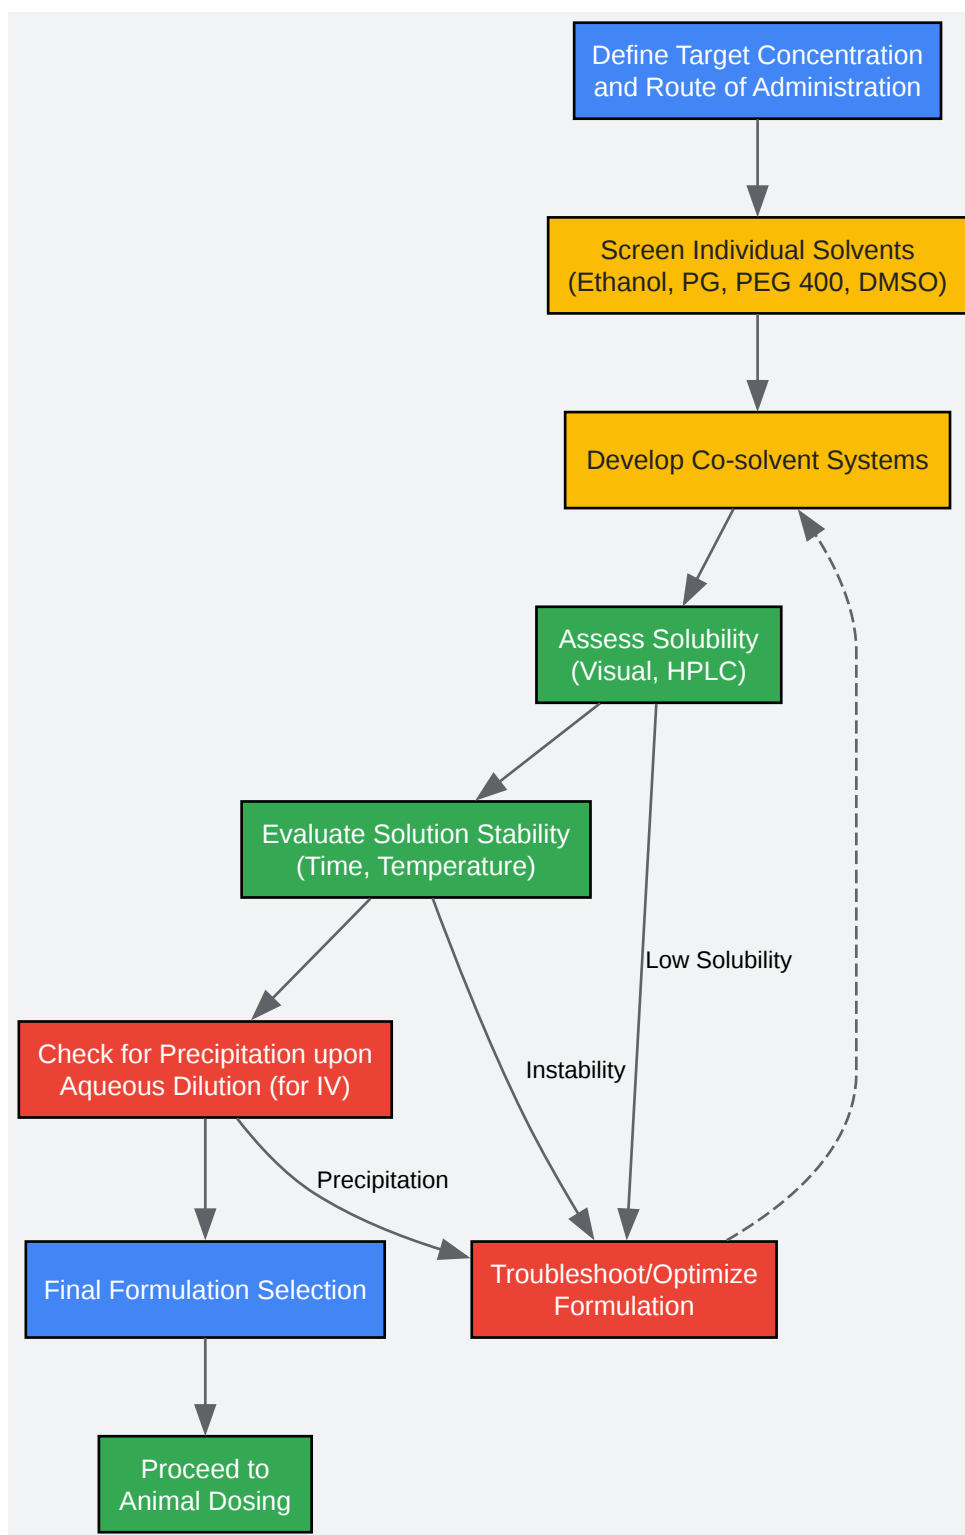 Define Target Concentration
and Route of Administration
Screen Individual Solvents
(Ethanol, PG, PEG 400, DMSO)
Develop Co-solvent Systems
Assess Solubility
(Visual, HPLC)
Evaluate Solution Stability
(Time, Temperature)
Low Solubility
Check for Precipitation upon
Aqueous Dilution (for IV)
Instability
Precipitation
Final Formulation Selection
Troubleshoot/Optimize
Formulation
Proceed to
Animal Dosing